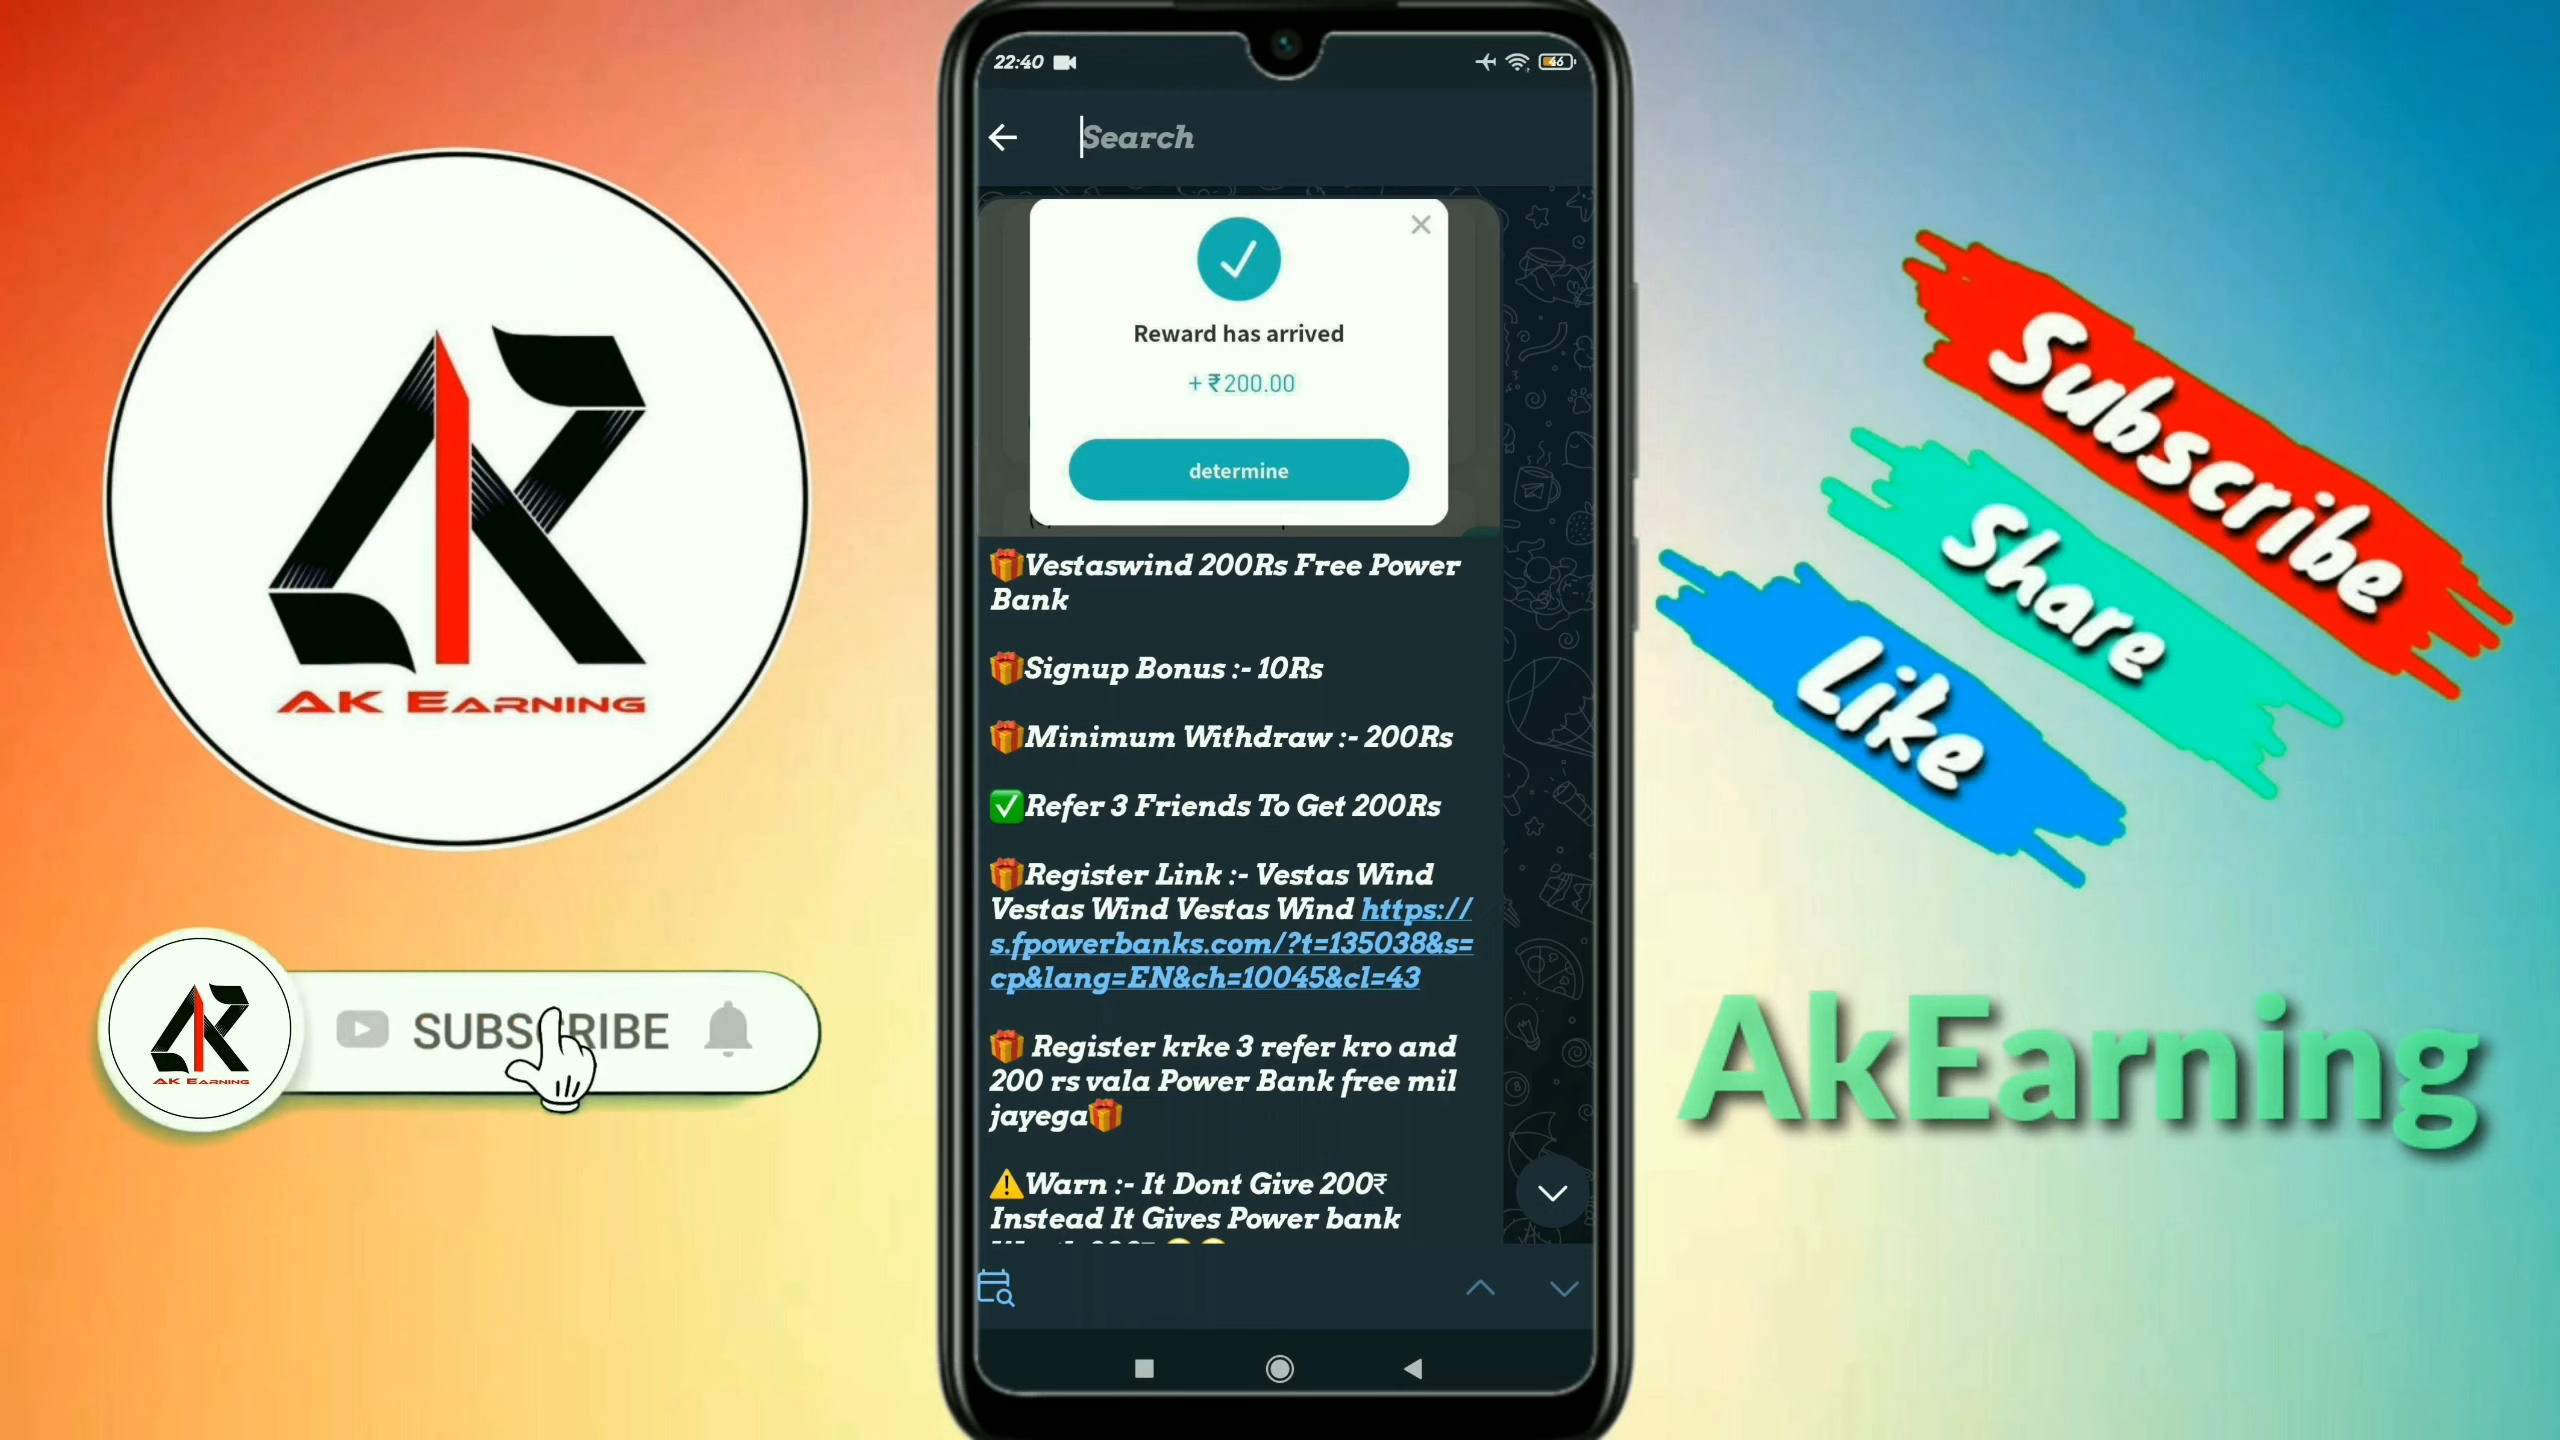 AK EARNING
AK EARNING
SUBSCRIBE
22:40
46
Search
Reward has arrived
+ ₹200.00
determine
🎁Vestaswind 200Rs Free Power
Bank
🎁Signup Bonus :- 10Rs
🎁Minimum Withdraw :- 200Rs
✅Refer 3 Friends To Get 200Rs
🎁Register Link :- Vestas Wind
Vestas Wind Vestas Wind https://
s.fpowerbanks.com/?t=135038&s=
cp&lang=EN&ch=10045&cl=43
🎁 Register krke 3 refer kro and
200 rs vala Power Bank free mil
jayega🎁
⚠️Warn :- It Dont Give 200₹
Instead It Gives Power bank
Subscribe
Share
Like
AkEarning